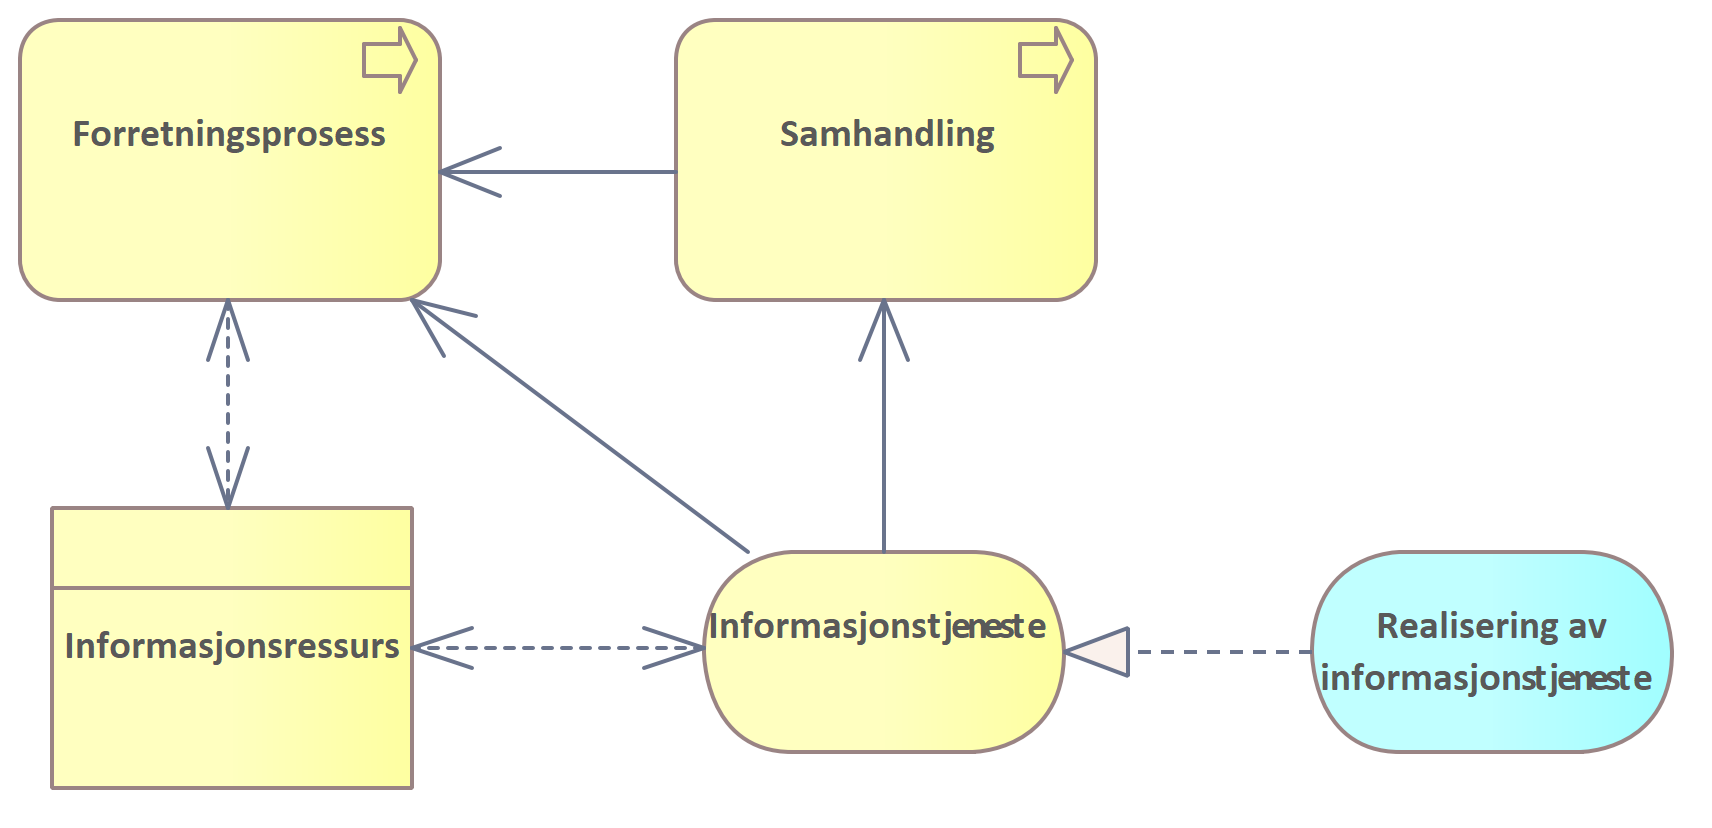 Forretningsprosess
Samhandling
Informasjonsressurs
Informasjonstjeneste
Realisering av
informasjonstjeneste